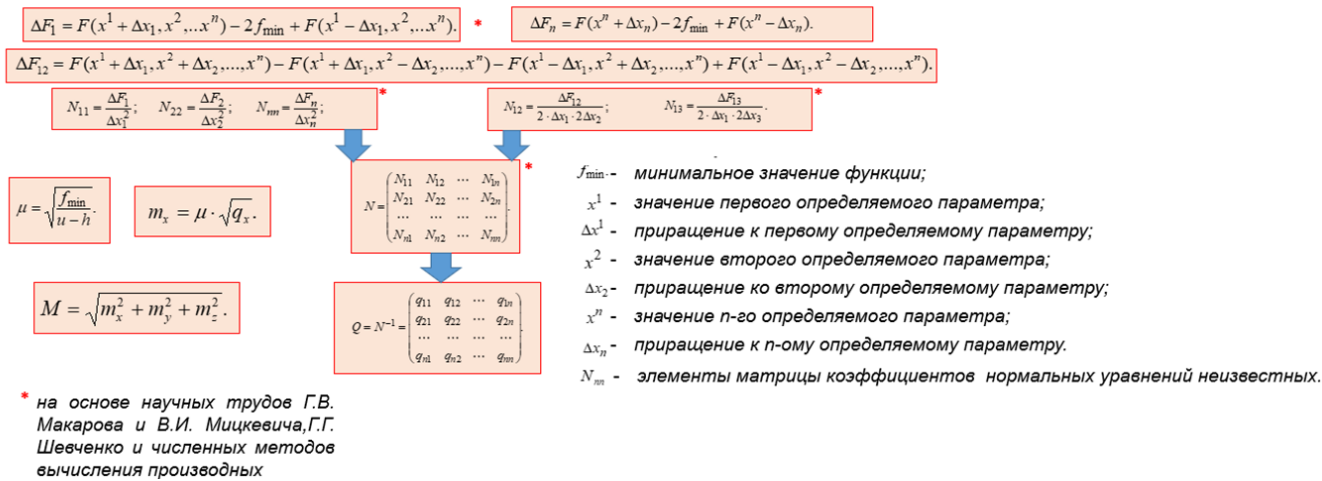 ΔF₁ = F(x¹ + Δx₁, x²,...xⁿ) − 2f_min + F(x¹ − Δx₁, x²,...xⁿ). *
ΔFₙ = F(xⁿ + Δxₙ) − 2f_min + F(xⁿ − Δxₙ).
ΔF₁₂ = F(x¹ + Δx₁, x² + Δx₂,...,xⁿ) − F(x¹ + Δx₁, x² − Δx₂,...,xⁿ) − F(x¹ − Δx₁, x² + Δx₂,...,xⁿ) + F(x¹ − Δx₁, x² − Δx₂,...,xⁿ).
N₁₁ = ΔF₁/Δx₁²; N₂₂ = ΔF₂/Δx₂²; Nₙₙ = ΔFₙ/Δxₙ². *
N₁₂ = ΔF₁₂/(2·Δx₁·2Δx₂); N₁₃ = ΔF₁₃/(2·Δx₁·2Δx₃). *
μ = √(f_min/(u − h)).
mₓ = μ · √qₓ.
M = √(mₓ² + m_y² + m_z²).
N = (N₁₁ N₁₂ ⋯ N₁ₙ
N₂₁ N₂₂ ⋯ N₂ₙ
⋯ ⋯ ⋯ ⋯
Nₙ₁ Nₙ₂ ⋯ Nₙₙ). *
Q = N⁻¹ = (q₁₁ q₁₂ ⋯ q₁ₙ
q₂₁ q₂₂ ⋯ q₂ₙ
⋯ ⋯ ⋯ ⋯
qₙ₁ qₙ₂ ⋯ qₙₙ).
f_min. - минимальное значение функции;
x¹ - значение первого определяемого параметра;
Δx¹ - приращение к первому определяемому параметру;
x² - значение второго определяемого параметра;
Δx₂ - приращение ко второму определяемому параметру;
xⁿ - значение n-го определяемого параметра;
Δxₙ - приращение к n-ому определяемому параметру.
Nₙₙ - элементы матрицы коэффициентов нормальных уравнений неизвестных.
* на основе научных трудов Г.В.
Макарова и В.И. Мицкевича,Г.Г.
Шевченко и численных методов
вычисления производных